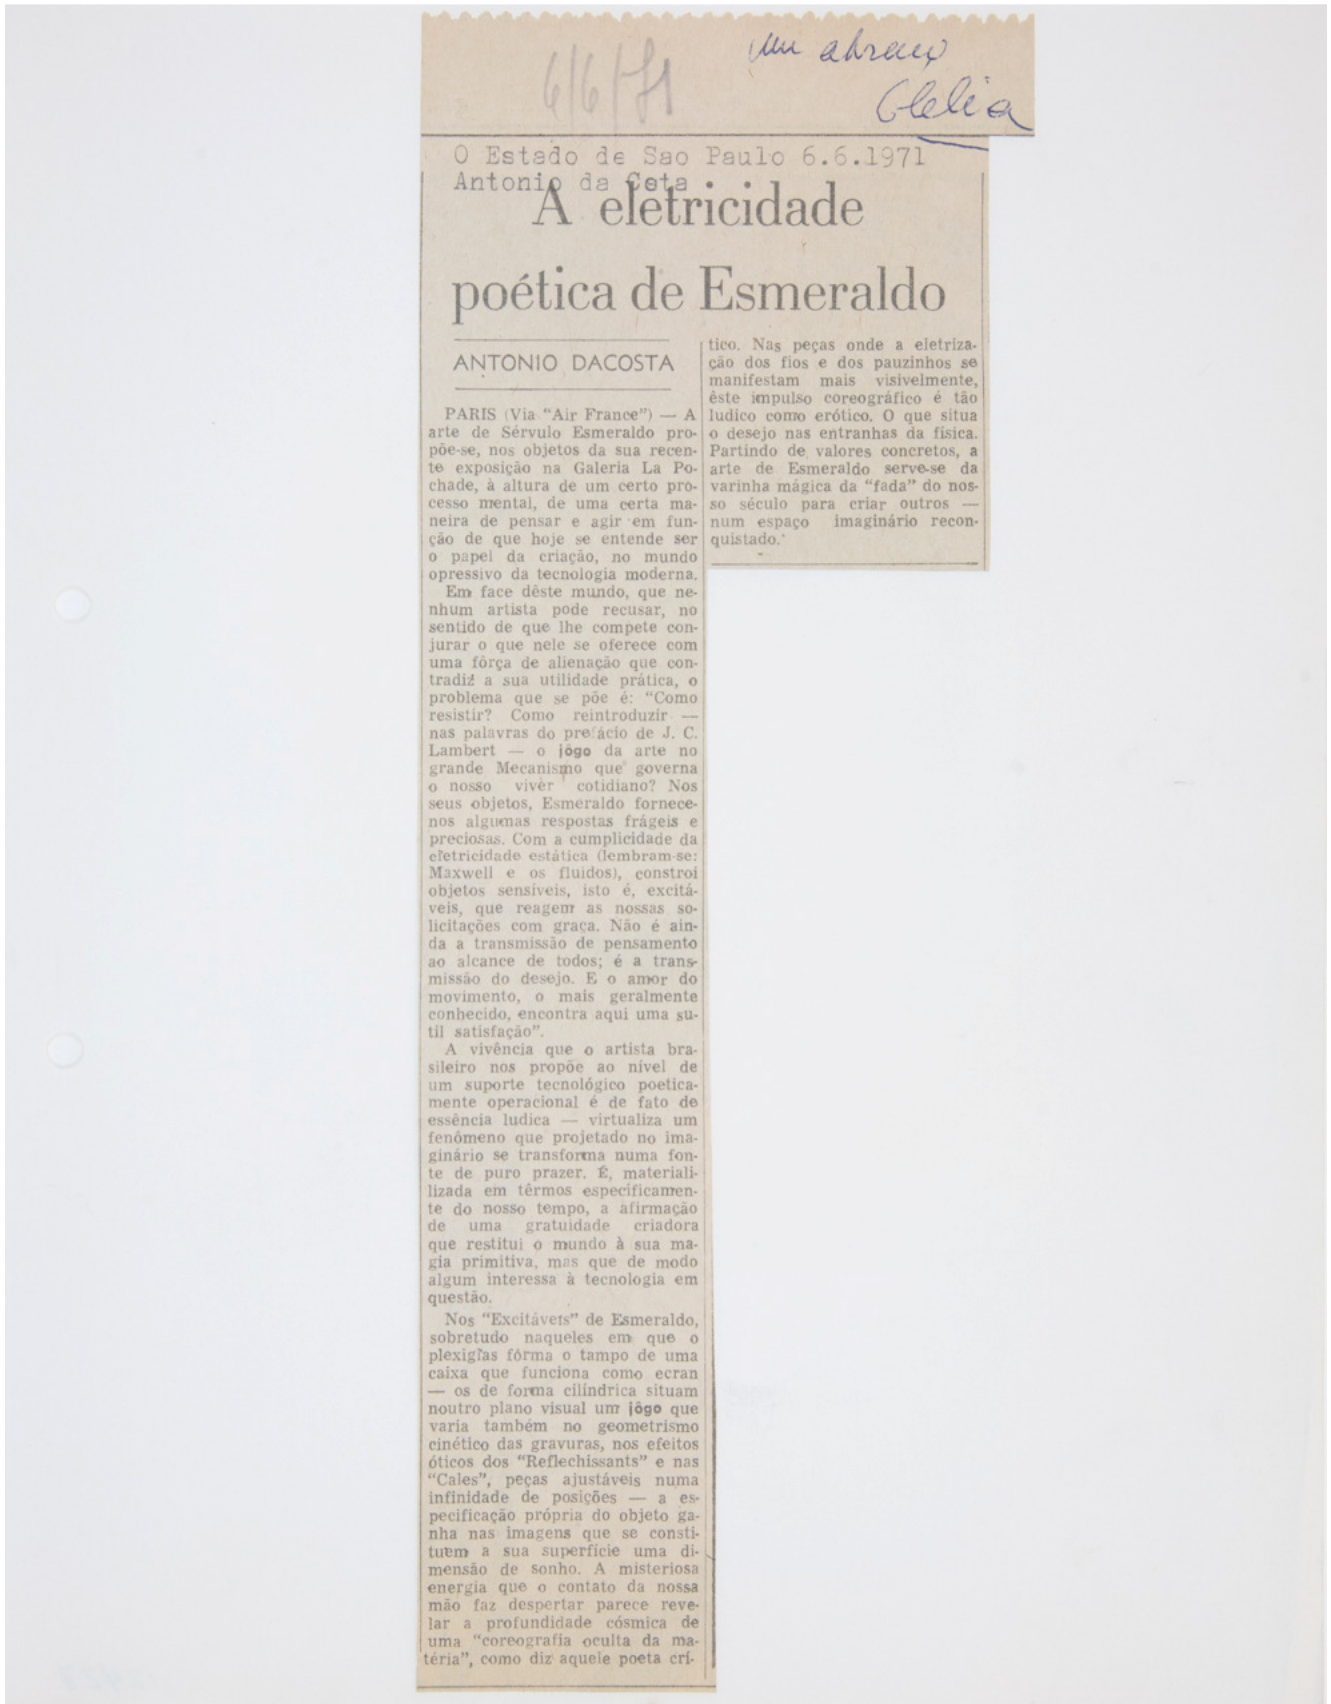 6/6/71
um abraço
Clelia
O Estado de Sao Paulo 6.6.1971
Antonio da Costa
A eletricidade
poética de Esmeraldo
ANTONIO DACOSTA
PARIS (Via "Air France") — A
arte de Sérvulo Esmeraldo pro-
põe-se, nos objetos da sua recen-
te exposição na Galeria La Po-
chade, à altura de um certo pro-
cesso mental, de uma certa ma-
neira de pensar e agir em fun-
ção de que hoje se entende ser
o papel da criação, no mundo
opressivo da tecnologia moderna.
Em face dêste mundo, que ne-
nhum artista pode recusar, no
sentido de que lhe compete con-
jurar o que nele se oferece com
uma fôrça de alienação que con-
tradiz a sua utilidade prática, o
problema que se põe é: "Como
resistir? Como reintroduzir —
nas palavras do prefácio de J. C.
Lambert — o jôgo da arte no
grande Mecanismo que governa
o nosso viver cotidiano? Nos
seus objetos, Esmeraldo fornece-
nos algumas respostas frágeis e
preciosas. Com a cumplicidade da
eletricidade estática (lembram-se:
Maxwell e os fluidos), constroi
objetos sensíveis, isto é, excitá-
veis, que reagem as nossas so-
licitações com graça. Não é ain-
da a transmissão de pensamento
ao alcance de todos; é a trans-
missão do desejo. E o amor do
movimento, o mais geralmente
conhecido, encontra aqui uma su-
til satisfação".
A vivência que o artista bra-
sileiro nos propõe ao nível de
um suporte tecnológico poetica-
mente operacional é de fato de
essência ludica — virtualiza um
fenômeno que projetado no ima-
ginário se transforma numa fon-
te de puro prazer. É, materiali-
lizada em têrmos especificamen-
te do nosso tempo, a afirmação
de uma gratuidade criadora
que restitui o mundo à sua ma-
gia primitiva, mas que de modo
algum interessa à tecnologia em
questão.
Nos "Excitáveis" de Esmeraldo,
sobretudo naqueles em que o
plexiglas fórma o tampo de uma
caixa que funciona como ecran
— os de forma cilíndrica situam
noutro plano visual um jôgo que
varia também no geometrismo
cinético das gravuras, nos efeitos
óticos dos "Reflechissants" e nas
"Cales", peças ajustáveis numa
infinidade de posições — a es-
pecificação própria do objeto ga-
nha nas imagens que se consti-
tuem a sua superfície uma di-
mensão de sonho. A misteriosa
energia que o contato da nossa
mão faz despertar parece reve-
lar a profundidade cósmica de
uma "coreografia oculta da ma-
téria", como diz aquele poeta crí-
tico. Nas peças onde a eletriza-
ção dos fios e dos pauzinhos se
manifestam mais visivelmente,
êste impulso coreográfico é tão
ludico como erótico. O que situa
o desejo nas entranhas da física.
Partindo de valores concretos, a
arte de Esmeraldo serve-se da
varinha mágica da "fada" do nos-
so século para criar outros —
num espaço imaginário recon-
quistado.